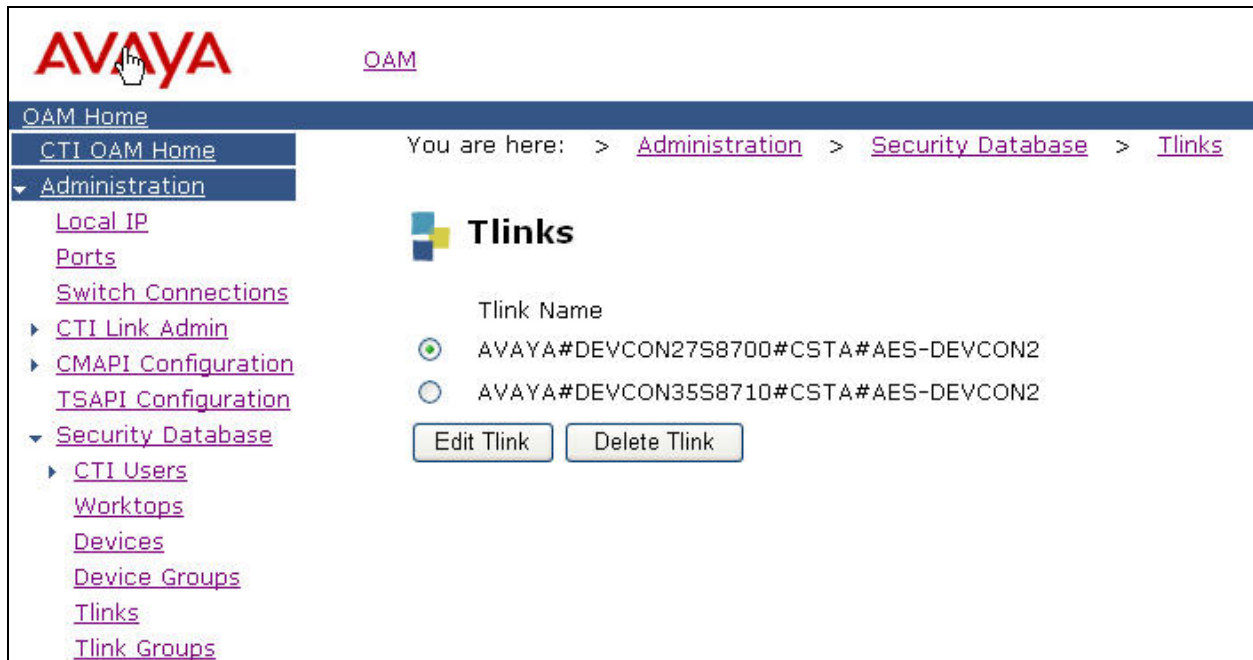 AVAYA
OAM
OAM Home
CTI OAM Home
You are here: > Administration > Security Database > Tlinks
Administration
Local IP
Ports
Switch Connections
CTI Link Admin
CMAPI Configuration
TSAPI Configuration
Security Database
CTI Users
Worktops
Devices
Device Groups
Tlinks
Tlink Groups
Tlinks
Tlink Name
AVAYA#DEVCON27S8700#CSTA#AES-DEVCON2
AVAYA#DEVCON35S8710#CSTA#AES-DEVCON2
Edit Tlink
Delete Tlink